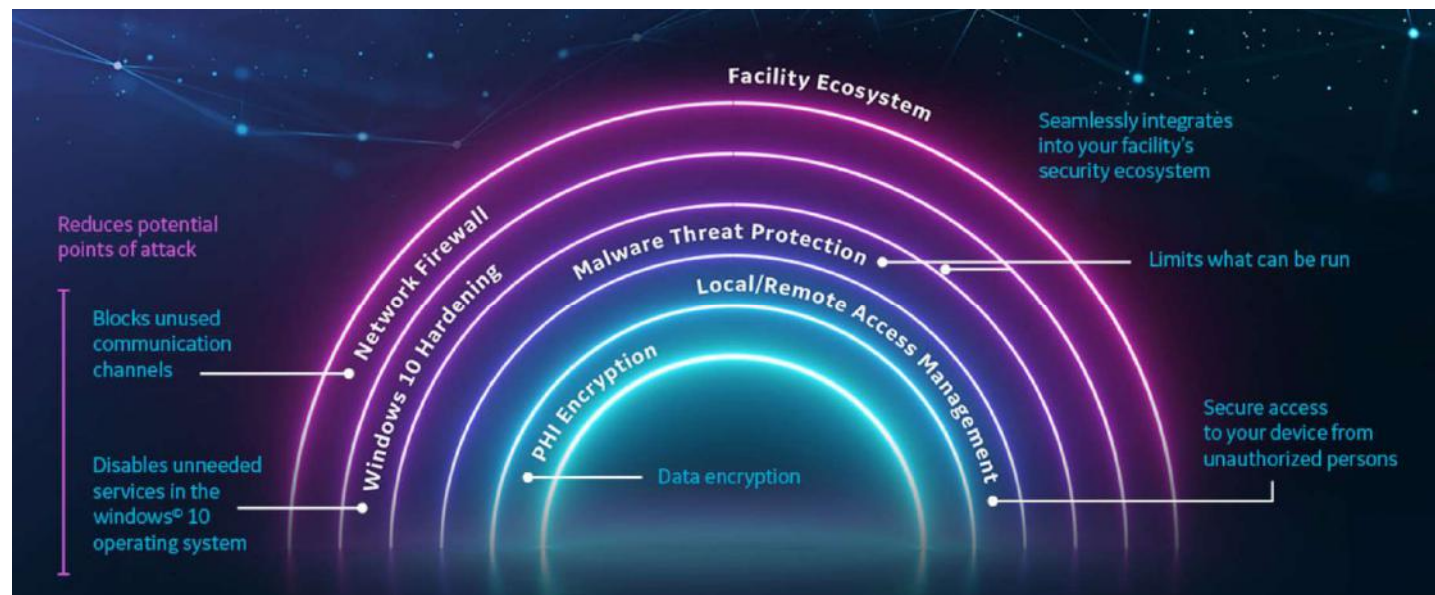 Facility Ecosystem
Seamlessly integrates
into your facility's
security ecosystem
Reduces potential
points of attack
Network Firewall
Malware Threat Protection
Limits what can be run
Windows 10 Hardening
Local/Remote Access Management
Blocks unused
communication
channels
PHI Encryption
Secure access
to your device from
unauthorized persons
Disables unneeded
services in the
windows© 10
operating system
Data encryption